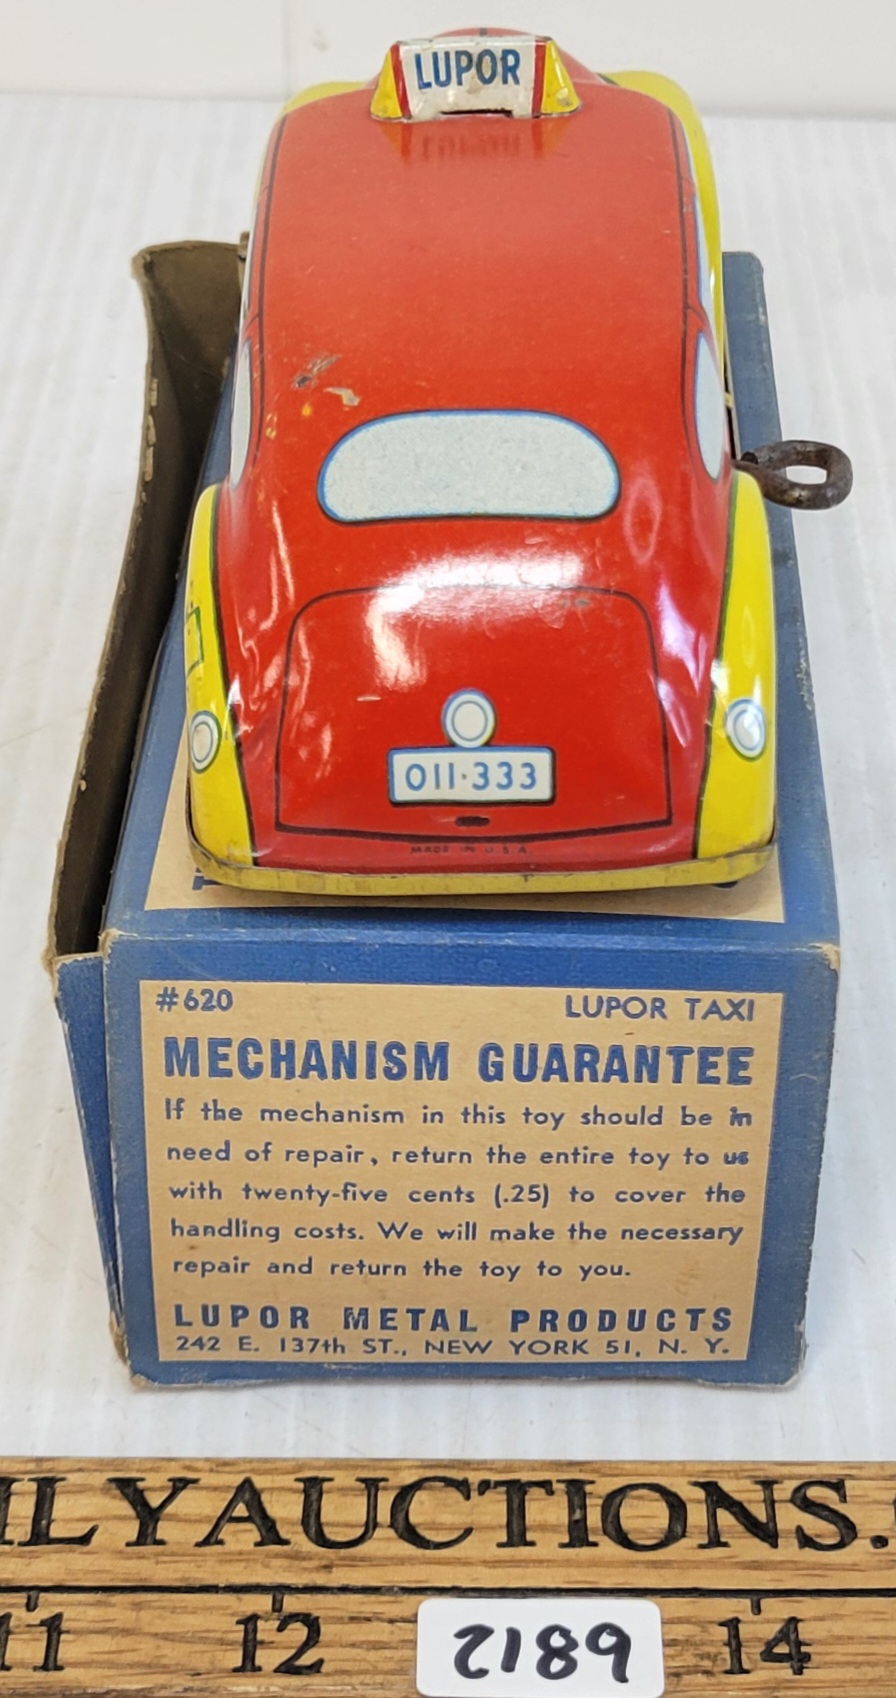 LUPOR
011·333
MADE IN U.S.A.
#620 LUPOR TAXI
MECHANISM GUARANTEE
If the mechanism in this toy should be in
need of repair, return the entire toy to us
with twenty-five cents (.25) to cover the
handling costs. We will make the necessary
repair and return the toy to you.
LUPOR METAL PRODUCTS
242 E. 137th ST., NEW YORK 51, N. Y.
ILYAUCTIONS.
11 12 14
2189